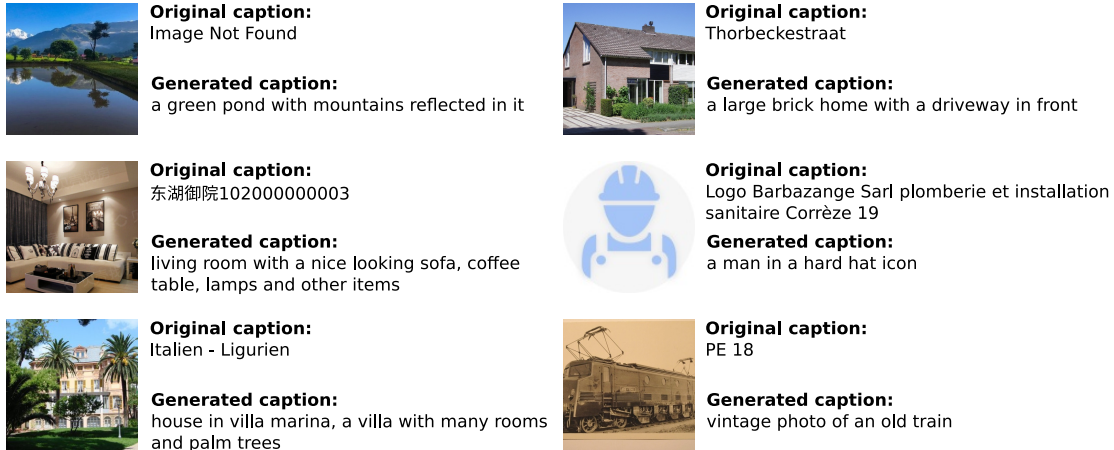 Original caption:
Image Not Found
Generated caption:
a green pond with mountains reflected in it
Original caption:
Thorbeckestraat
Generated caption:
a large brick home with a driveway in front
Original caption:
东湖御院102000000003
Generated caption:
living room with a nice looking sofa, coffee
table, lamps and other items
Original caption:
Logo Barbazange Sarl plomberie et installation
sanitaire Corrèze 19
Generated caption:
a man in a hard hat icon
Original caption:
Italien - Ligurien
Generated caption:
house in villa marina, a villa with many rooms
and palm trees
Original caption:
PE 18
Generated caption:
vintage photo of an old train